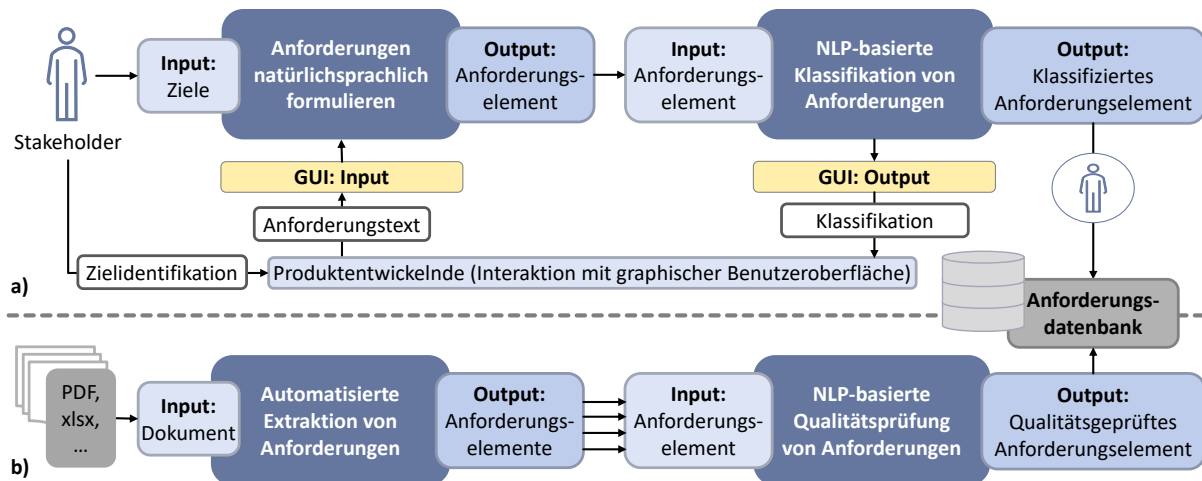 Stakeholder
Input:
Ziele
Anforderungen
natürlichsprachlich
formulieren
Output:
Anforderungs-
element
Input:
Anforderungs-
element
NLP-basierte
Klassifikation von
Anforderungen
Output:
Klassifiziertes
Anforderungselement
GUI: Input
GUI: Output
Anforderungstext
Klassifikation
Zielidentifikation
Produktentwickelnde (Interaktion mit graphischer Benutzeroberfläche)
a)
Anforderungs-
datenbank
PDF,
xlsx,
...
Input:
Dokument
Automatisierte
Extraktion von
Anforderungen
Output:
Anforderungs-
elemente
Input:
Anforderungs-
element
NLP-basierte
Qualitätsprüfung
von Anforderungen
Output:
Qualitätsgeprüftes
Anforderungselement
b)